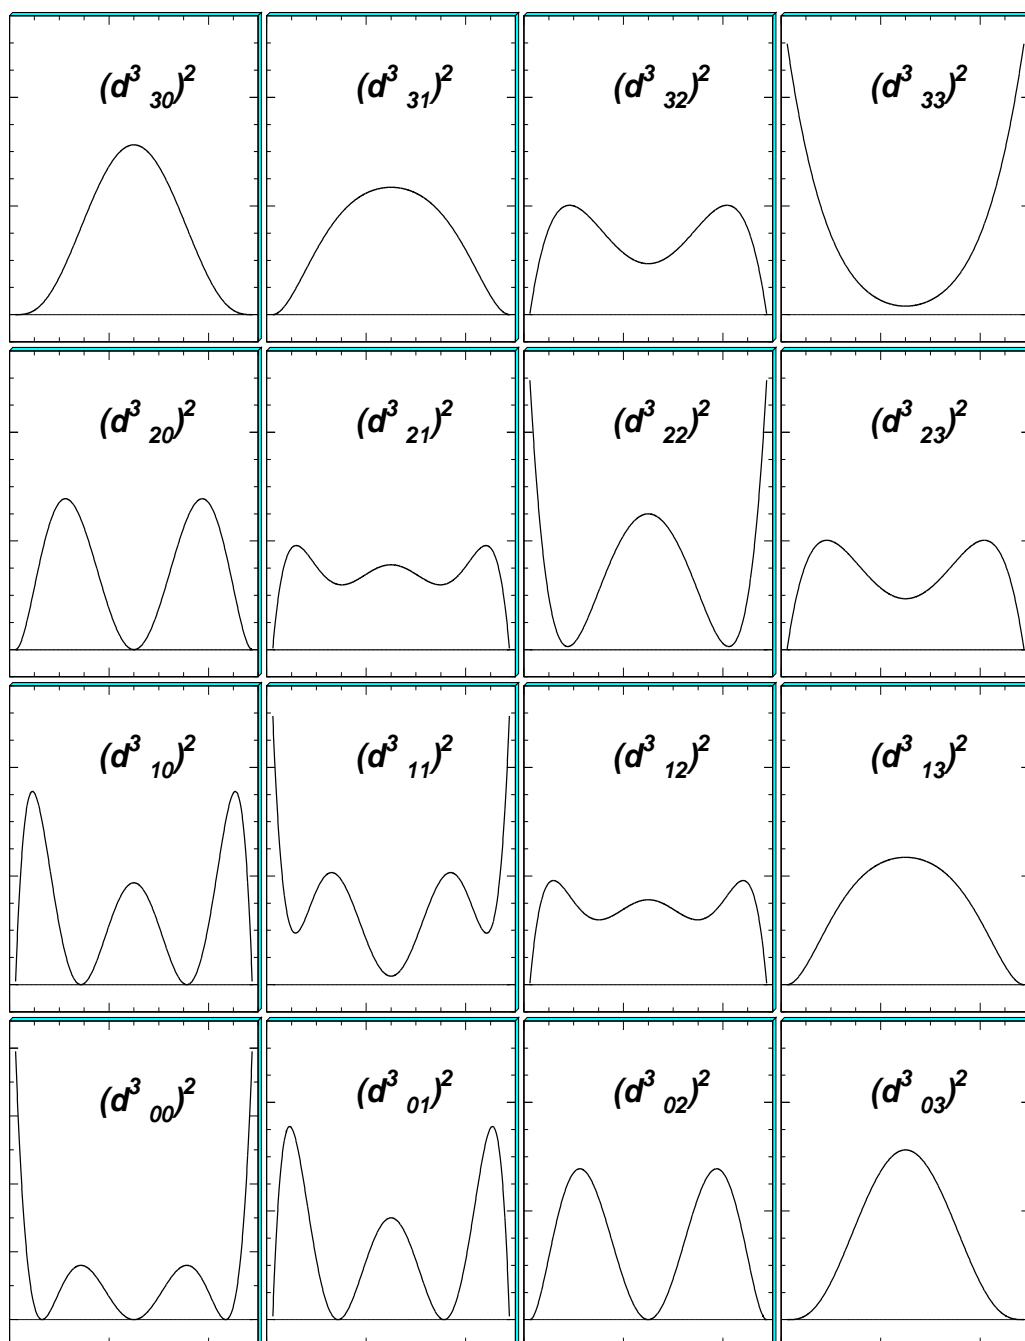 (d³ ₃₀)² (d³ ₃₁)² (d³ ₃₂)² (d³ ₃₃)²
(d³ ₂₀)² (d³ ₂₁)² (d³ ₂₂)² (d³ ₂₃)²
(d³ ₁₀)² (d³ ₁₁)² (d³ ₁₂)² (d³ ₁₃)²
(d³ ₀₀)² (d³ ₀₁)² (d³ ₀₂)² (d³ ₀₃)²